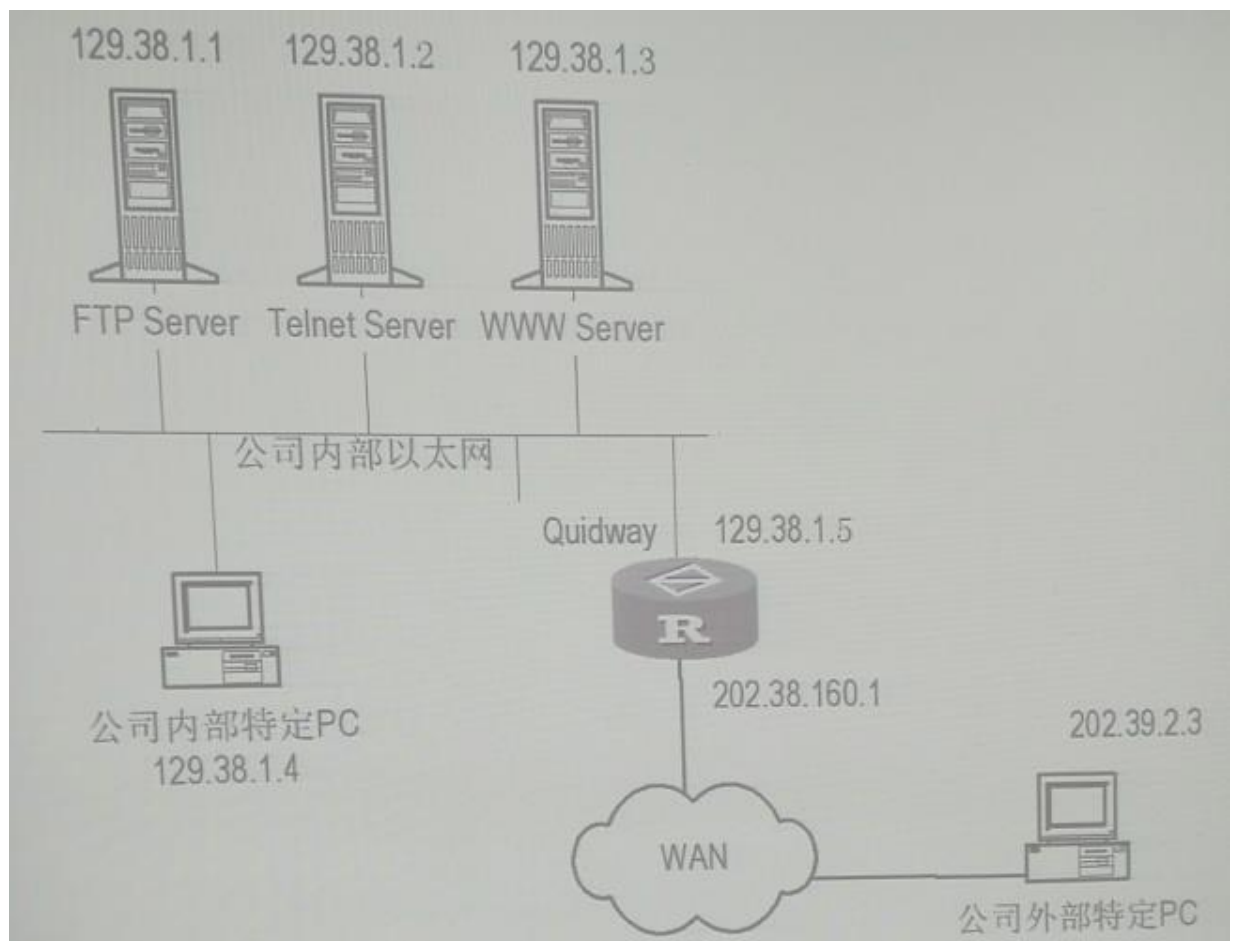 129.38.1.1
129.38.1.2
129.38.1.3
FTP Server
Telnet Server
WWW Server
公司内部以太网
Quidway
129.38.1.5
R
202.38.160.1
公司内部特定PC
129.38.1.4
202.39.2.3
WAN
公司外部特定PC